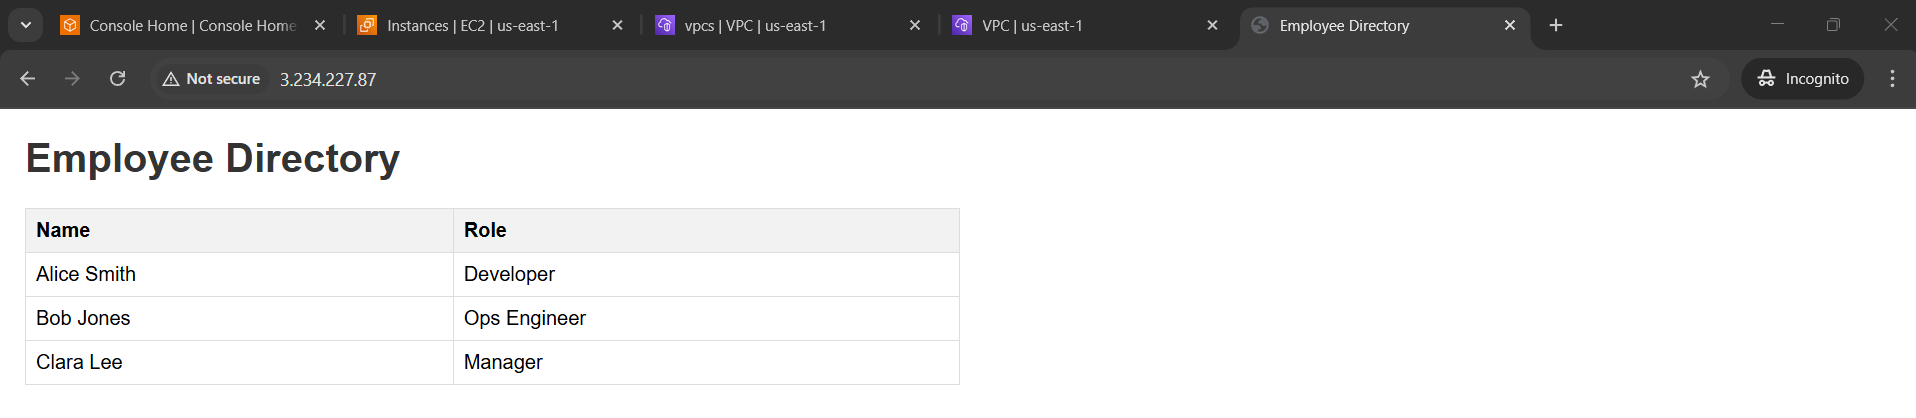 Console Home | Console Home
Instances | EC2 | us-east-1
vpcs | VPC | us-east-1
VPC | us-east-1
Employee Directory
Not secure 3.234.227.87 Incognito
Employee Directory
Name Role
Alice Smith Developer
Bob Jones Ops Engineer
Clara Lee Manager